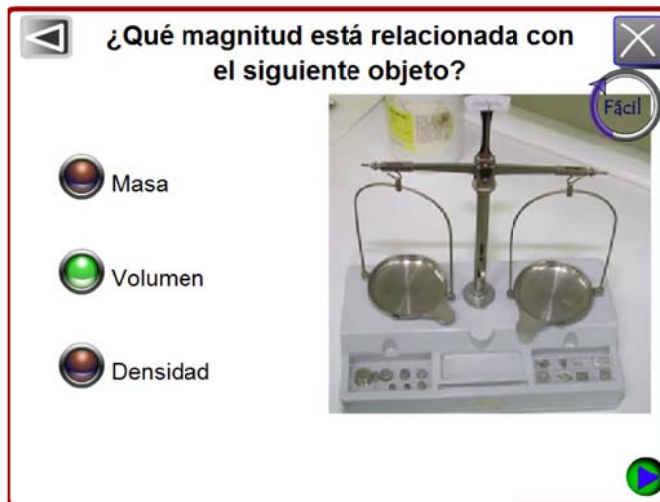 ¿Qué magnitud está relacionada con
el siguiente objeto?
Fácil
Masa
Volumen
Densidad